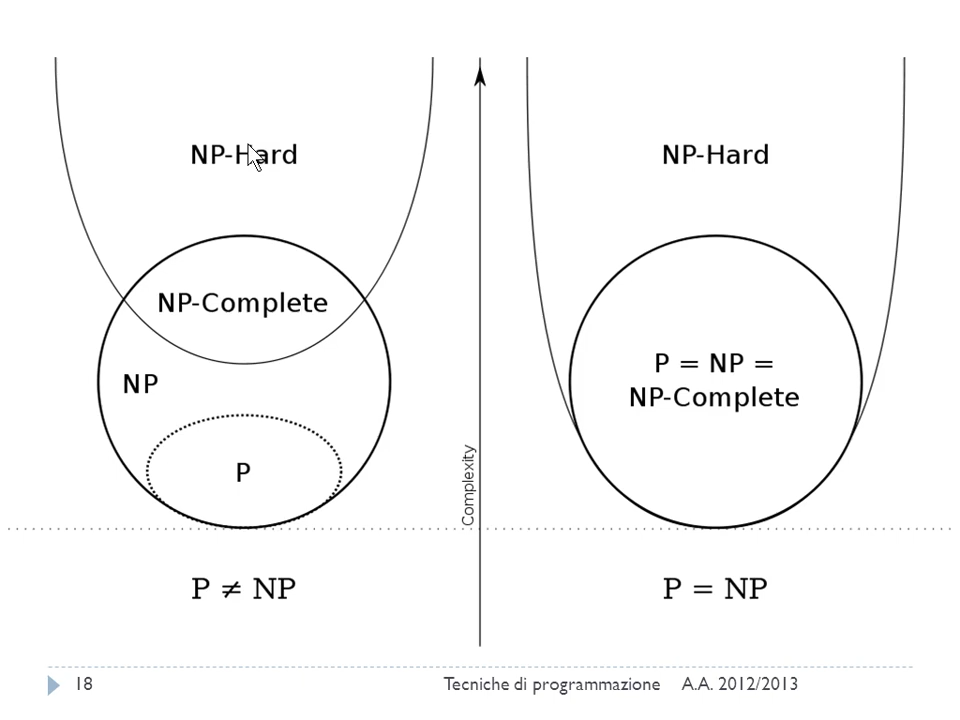 NP-Hard
NP-Complete
NP
P
P ≠ NP
Complexity
NP-Hard
P = NP =
NP-Complete
P = NP
18
Tecniche di programmazione A.A. 2012/2013